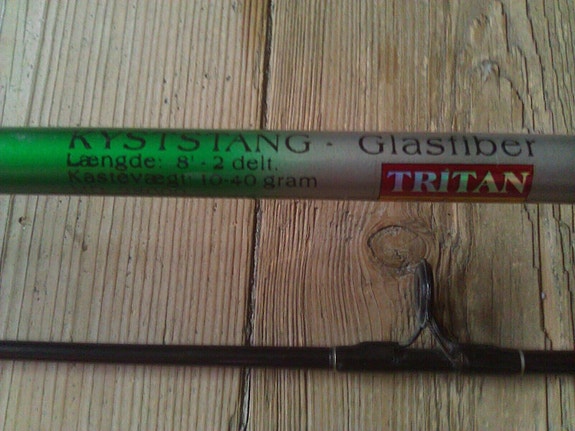 KYSTSTANG - Glasfiber
Længde: 8' - 2 delt.
Kastevægt: 10-40 gram
TRITAN